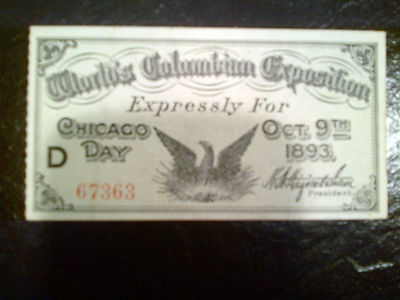 World's Columbian Exposition
Expressly For
CHICAGO DAY
OCT. 9TH 1893.
D
67363
President.